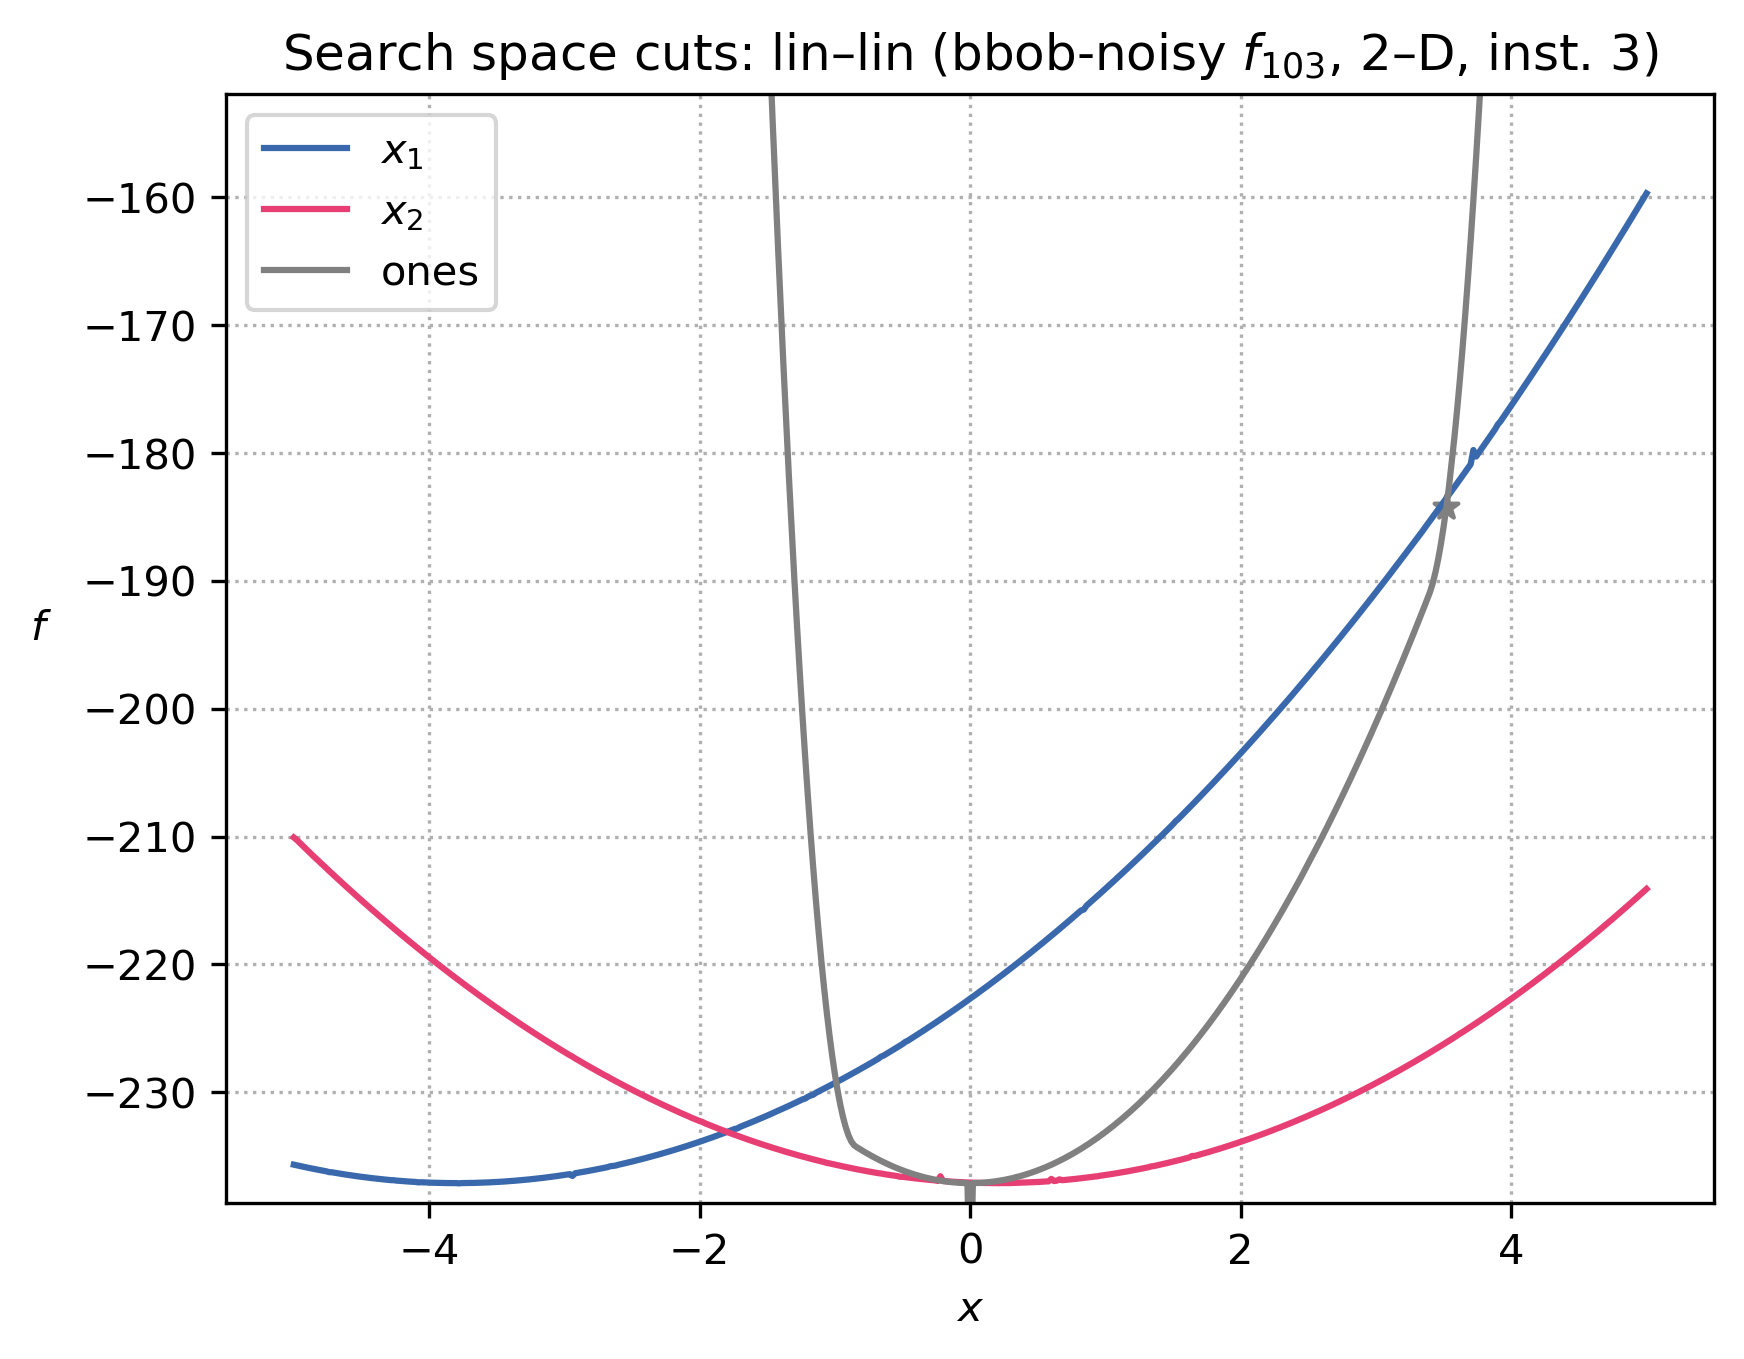 Search space cuts: lin–lin (bbob-noisy f₁₀₃, 2–D, inst. 3)
x₁
x₂
ones
−160
−170
−180
−190
−200
−210
−220
−230
f
−4 −2 0 2 4
x